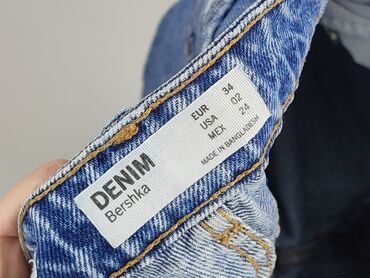 DENIM
Bershka
EUR 34
USA 02
MEX 24
MADE IN BANGLADESH